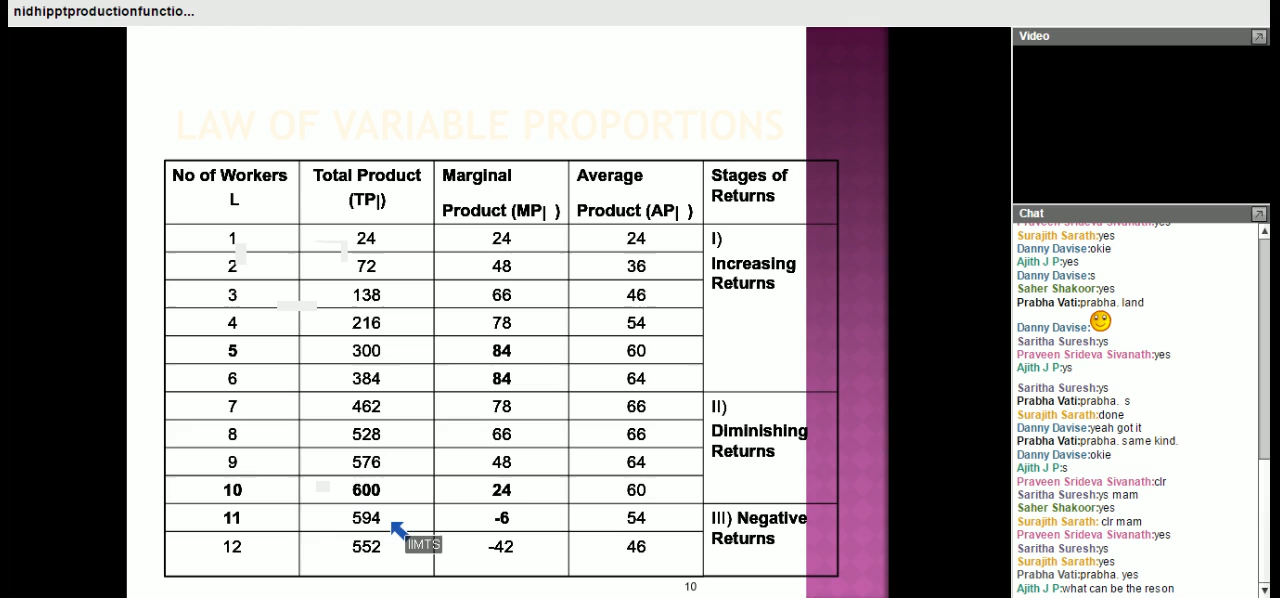 nidhipptproductionfunctio...
LAW OF VARIABLE PROPORTIONS
No of Workers L Total Product (TPl) Marginal Product (MPl ) Average Product (APl ) Stages of Returns
1 24 24 24 I) Increasing Returns
2 72 48 36
3 138 66 46
4 216 78 54
5 300 84 60
6 384 84 64
7 462 78 66 II) Diminishing Returns
8 528 66 66
9 576 48 64
10 600 24 60
11 594 -6 54 III) Negative Returns
12 552 -42 46
IIMTS
10
Video
Chat
Praveen Srideva Sivanath:yes
Surajith Sarath:yes
Danny Davise:okie
Ajith J P:yes
Danny Davise:s
Saher Shakoor:yes
Prabha Vati:prabha. land
Danny Davise:
Saritha Suresh:ys
Praveen Srideva Sivanath:yes
Ajith J P:ys
Saritha Suresh:ys
Prabha Vati:prabha. s
Surajith Sarath:done
Danny Davise:yeah got it
Prabha Vati:prabha. same kind.
Danny Davise:okie
Ajith J P:s
Praveen Srideva Sivanath:clr
Saritha Suresh:ys mam
Saher Shakoor:yes
Surajith Sarath: clr mam
Praveen Srideva Sivanath:yes
Saritha Suresh:ys
Surajith Sarath:yes
Prabha Vati:prabha. yes
Ajith J P:what can be the reson